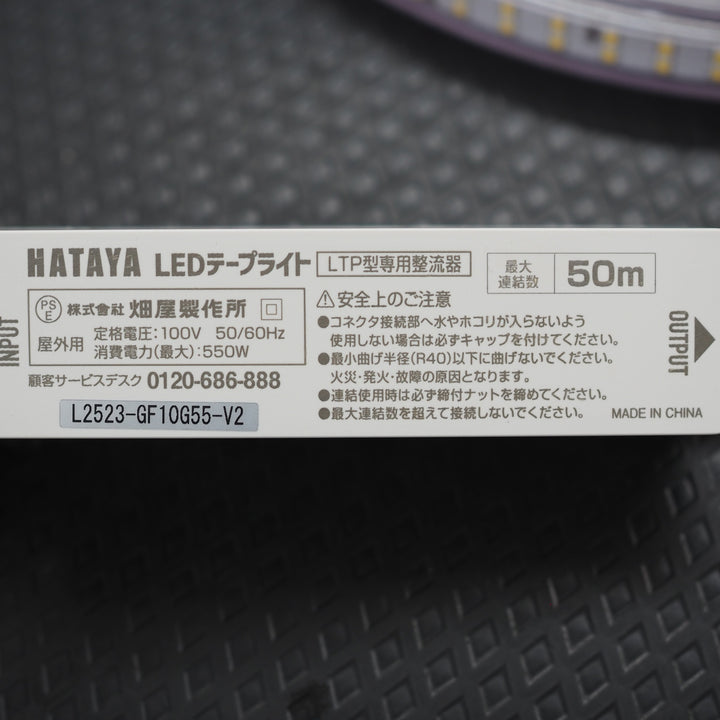 HATAYA LEDテープライト LTP型専用整流器
最大
連結数 50m
PS
E 株式会社 畑屋製作所
屋外用 定格電圧:100V 50/60Hz
消費電力(最大):550W
顧客サービスデスク 0120-686-888
L2523-GF10G55-V2
⚠安全上のご注意
●コネクタ接続部へ水やホコリが入らないよう
使用しない場合は必ずキャップを付けてください。
●最小曲げ半径(R40)以下に曲げないでください。
火災・発火・故障の原因となります。
●連結使用時は必ず締付ナットを締めてください。
●最大連結数を超えて接続しないでください。
MADE IN CHINA
INPUT
OUTPUT